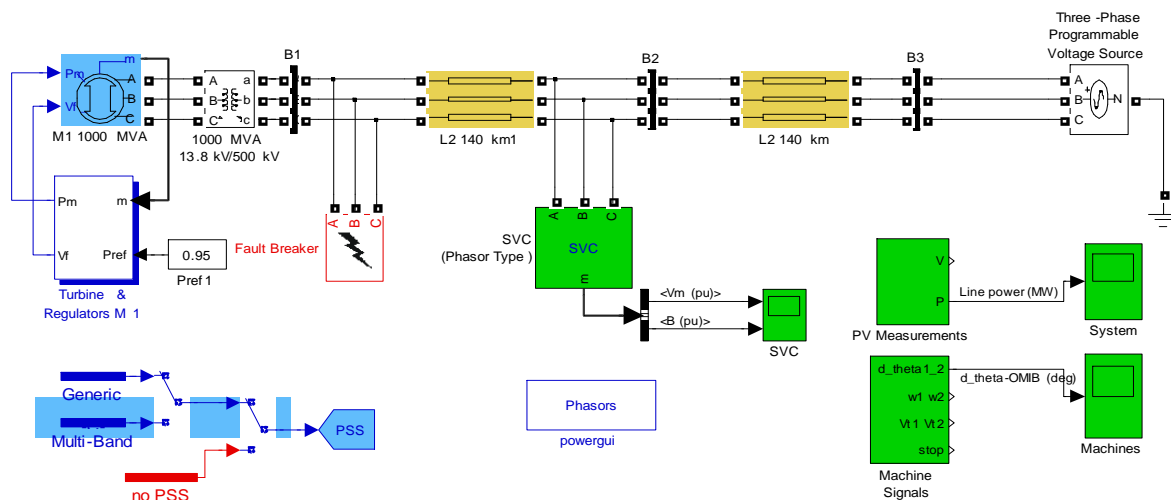 Three -Phase
Programmable
Voltage Source
B1
B2
B3
m
Pm
A
A
a
A
B
B
b
B
N
Vf
C
C
c
C
M1 1000 MVA
1000 MVA
13.8 kV/500 kV
L2 140 km1
L2 140 km
Pm
m
Vf
Pref
0.95
Pref 1
Turbine &
Regulators M 1
A
B
C
Fault Breaker
A
B
C
SVC
(Phasor Type )
SVC
m
<Vm (pu)>
<B (pu)>
SVC
V
P
Line power (MW)
PV Measurements
System
d_theta1_2
d_theta-OMIB (deg)
w1 w2
Vt1 Vt2
stop
Machine
Signals
Machines
Generic
Multi-Band
PSS
no PSS
Phasors
powergui